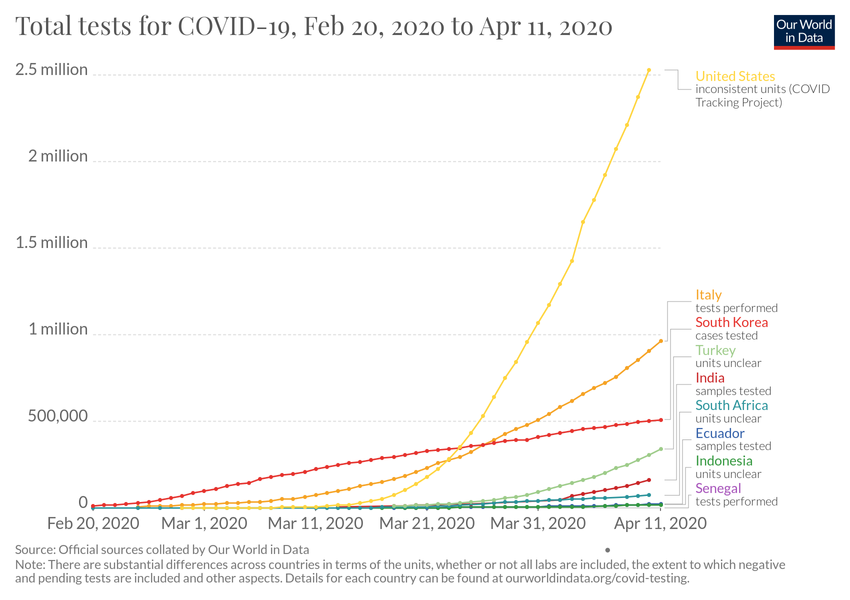 Total tests for COVID-19, Feb 20, 2020 to Apr 11, 2020
Our World
in Data
2.5 million
2 million
1.5 million
1 million
500,000
0
United States
inconsistent units (COVID
Tracking Project)
Italy
tests performed
South Korea
cases tested
Turkey
units unclear
India
samples tested
South Africa
units unclear
Ecuador
samples tested
Indonesia
units unclear
Senegal
tests performed
Feb 20, 2020
Mar 1, 2020
Mar 11, 2020
Mar 21, 2020
Mar 31, 2020
Apr 11, 2020
Source: Official sources collated by Our World in Data
Note: There are substantial differences across countries in terms of the units, whether or not all labs are included, the extent to which negative
and pending tests are included and other aspects. Details for each country can be found at ourworldindata.org/covid-testing.